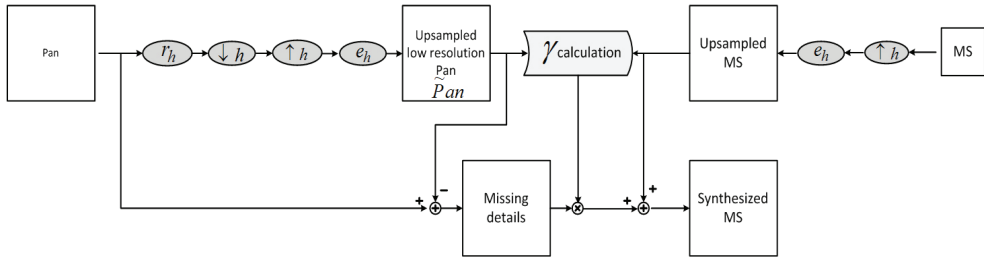 Pan
r_h
↓ h
↑ h
e_h
Upsampled
low resolution
Pan
P̃an
γ calculation
Upsampled
MS
e_h
↑ h
MS
+
−
+
Missing
details
×
+
+
+
Synthesized
MS